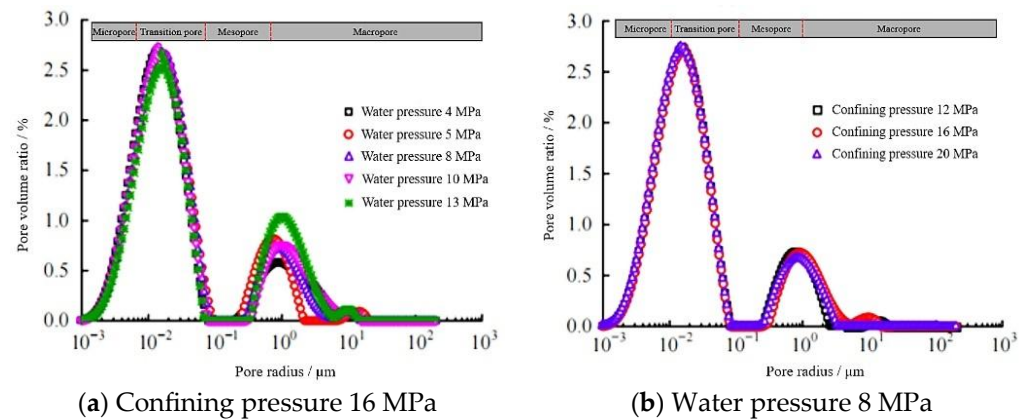 Micropore Transition pore Mesopore Macropore
3.0
2.5
2.0
1.5
1.0
0.5
0.0
Pore volume ratio / %
Water pressure 4 MPa
Water pressure 5 MPa
Water pressure 8 MPa
Water pressure 10 MPa
Water pressure 13 MPa
10⁻³ 10⁻² 10⁻¹ 10⁰ 10¹ 10² 10³
Pore radius / μm
(a) Confining pressure 16 MPa
Micropore Transition pore Mesopore Macropore
3.0
2.5
2.0
1.5
1.0
0.5
0.0
Pore volume ratio / %
Confining pressure 12 MPa
Confining pressure 16 MPa
Confining pressure 20 MPa
10⁻³ 10⁻² 10⁻¹ 10⁰ 10¹ 10² 10³
Pore radius / μm
(b) Water pressure 8 MPa